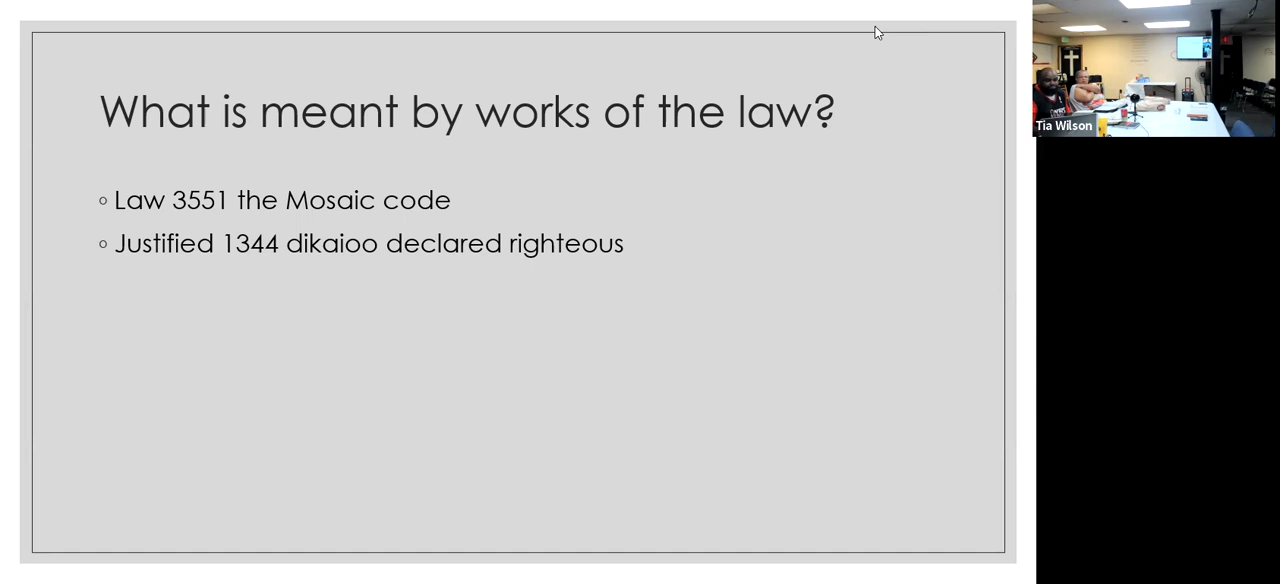 What is meant by works of the law?
◦ Law 3551 the Mosaic code
◦ Justified 1344 dikaioo declared righteous
Tia Wilson